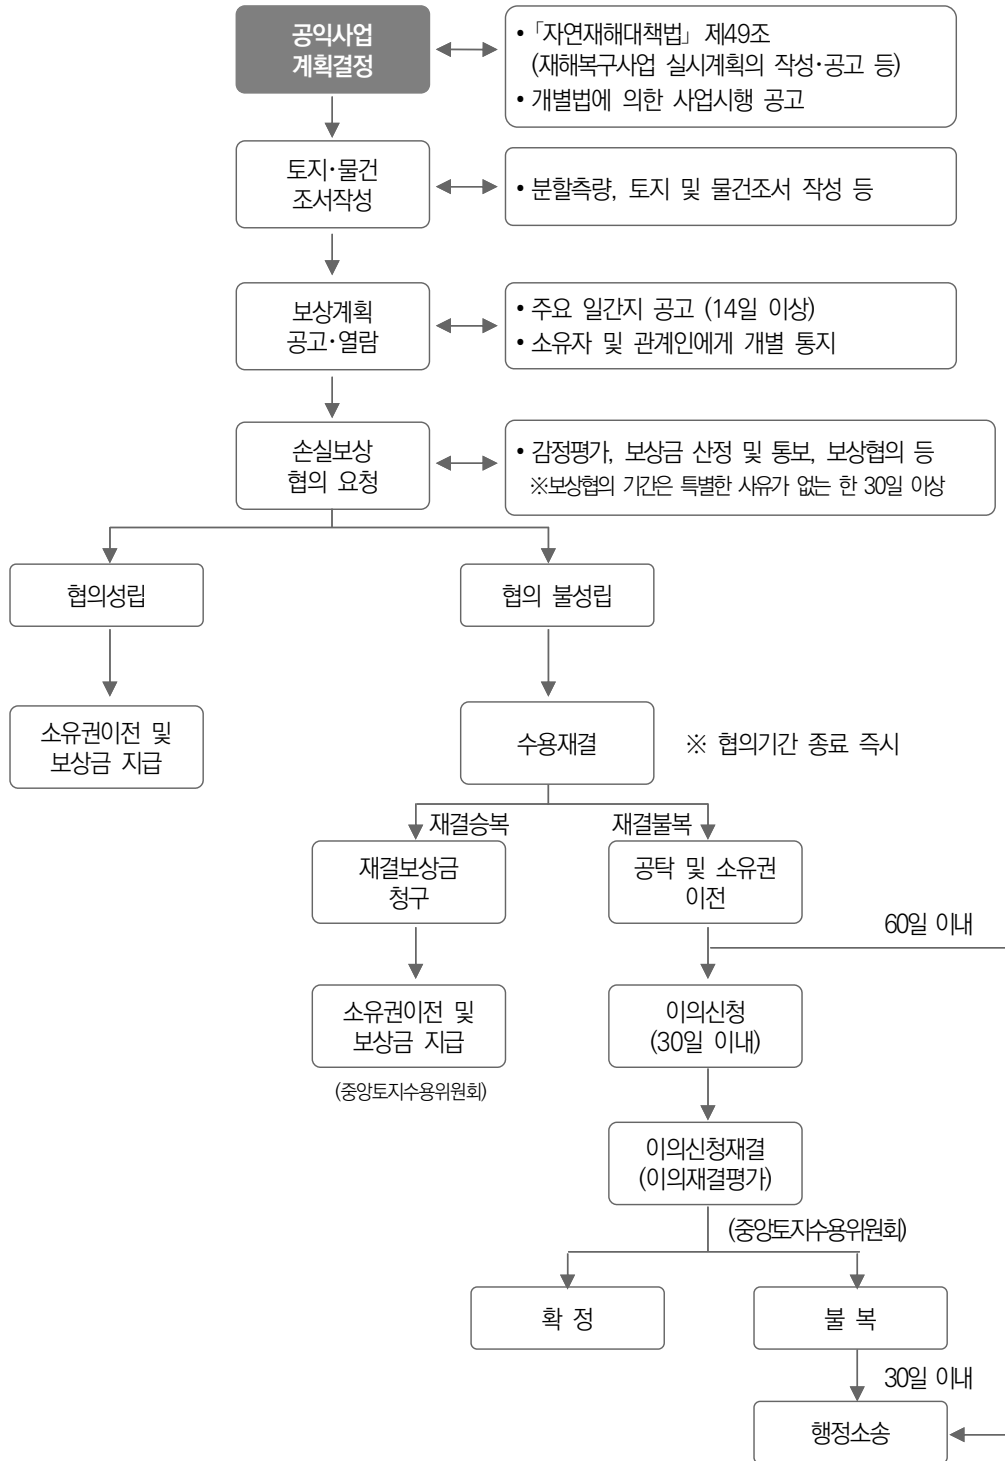 공익사업
계획결정
• 「자연재해대책법」 제49조
(재해복구사업 실시계획의 작성·공고 등)
• 개별법에 의한 사업시행 공고
토지·물건
조서작성
• 분할측량, 토지 및 물건조서 작성 등
보상계획
공고·열람
• 주요 일간지 공고 (14일 이상)
• 소유자 및 관계인에게 개별 통지
손실보상
협의 요청
• 감정평가, 보상금 산정 및 통보, 보상협의 등
※보상협의 기간은 특별한 사유가 없는 한 30일 이상
협의성립
협의 불성립
소유권이전 및
보상금 지급
수용재결
※ 협의기간 종료 즉시
재결승복
재결불복
재결보상금
청구
공탁 및 소유권
이전
60일 이내
소유권이전 및
보상금 지급
(중앙토지수용위원회)
이의신청
(30일 이내)
이의신청재결
(이의재결평가)
(중앙토지수용위원회)
확 정
불 복
30일 이내
행정소송